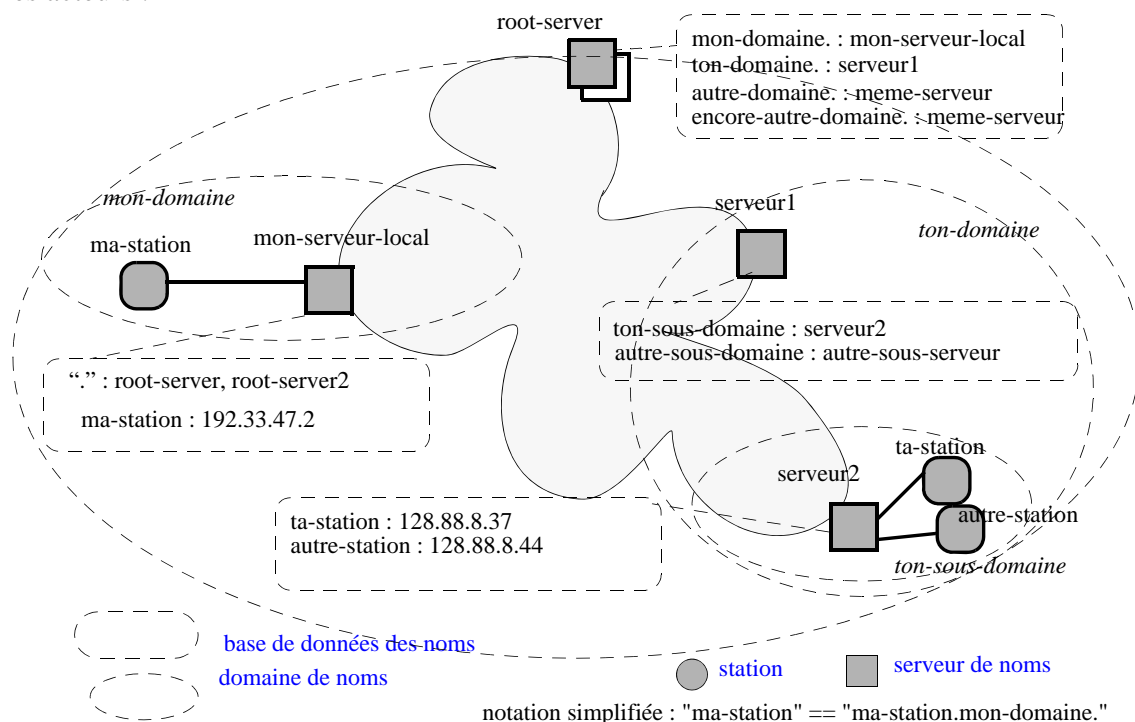 root-server
mon-domaine. : mon-serveur-local
ton-domaine. : serveur1
autre-domaine. : meme-serveur
encore-autre-domaine. : meme-serveur
mon-domaine
serveur1
ton-domaine
ma-station
mon-serveur-local
ton-sous-domaine : serveur2
autre-sous-domaine : autre-sous-serveur
“.” : root-server, root-server2
ma-station : 192.33.47.2
ta-station
serveur2
autre-station
ta-station : 128.88.8.37
autre-station : 128.88.8.44
ton-sous-domaine
base de données des noms
domaine de noms
station
serveur de noms
notation simplifiée : "ma-station" == "ma-station.mon-domaine."